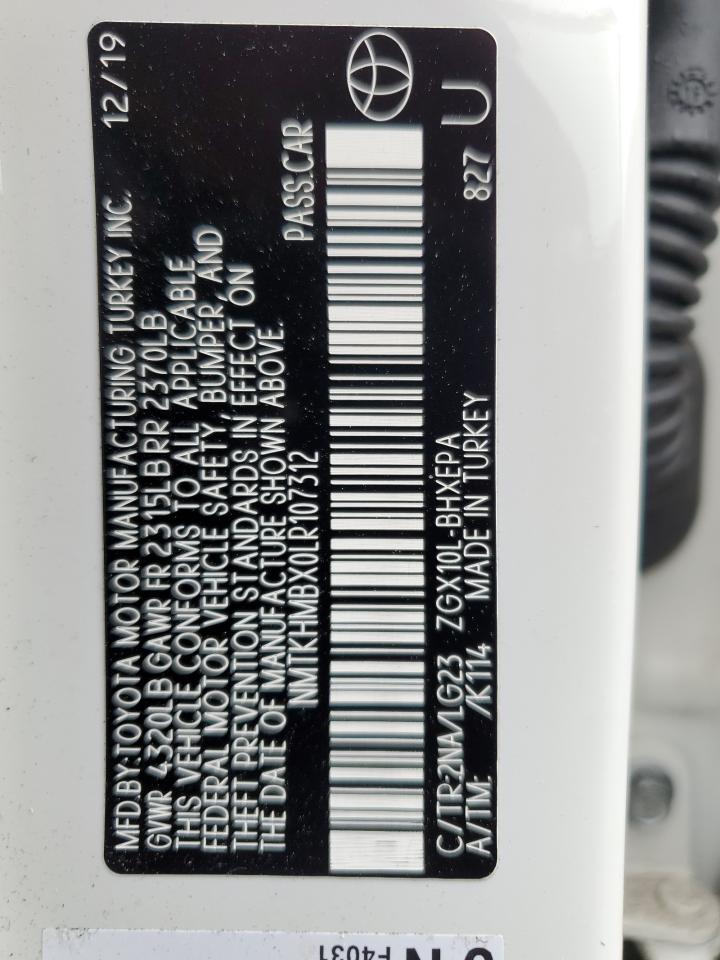 MFD.BY:TOYOTA MOTOR MANUFACTURING TURKEY INC. 12/19
GVWR 4320LB GAWR FR 2315LB RR 2370LB
THIS VEHICLE CONFORMS TO ALL APPLICABLE
FEDERAL MOTOR VEHICLE SAFETY, BUMPER, AND
THEFT PREVENTION STANDARDS IN EFFECT ON
THE DATE OF MANUFACTURE SHOWN ABOVE.
NMTKHMBX0LR107312 PASS.CAR
C/TR:2NA/LG23 ZGX10L-BHXEPA 827
A/TM: /K114 MADE IN TURKEY U
F4031